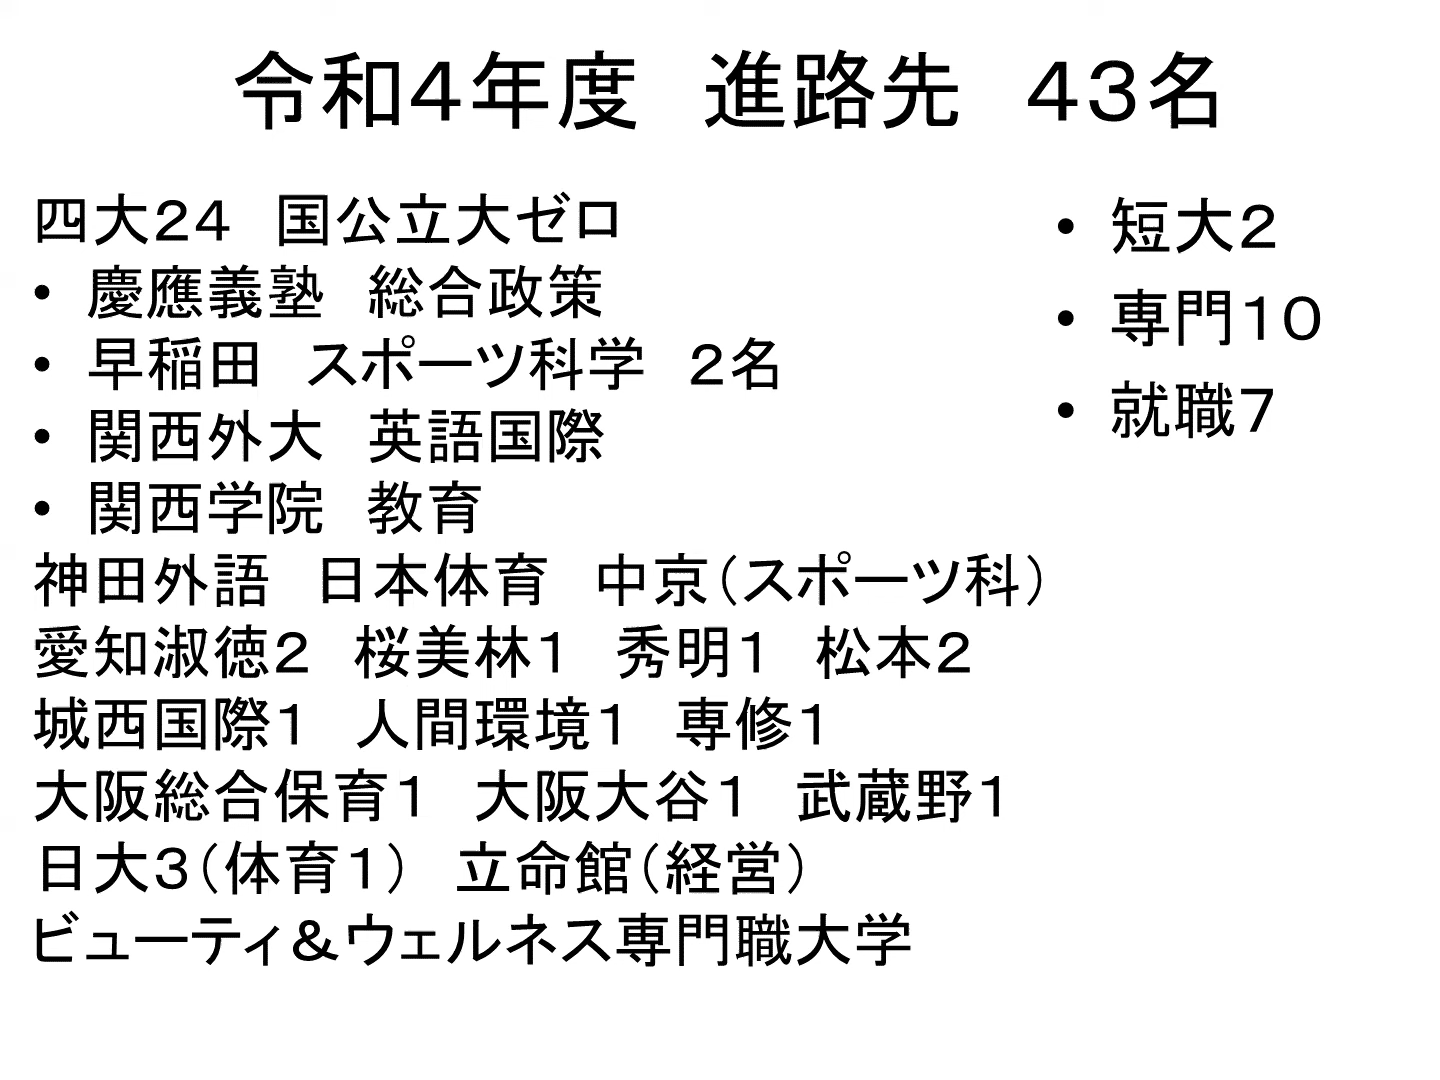 令和４年度　進路先　４３名
四大２４　国公立大ゼロ
• 慶應義塾　総合政策
• 早稲田　スポーツ科学　２名
• 関西外大　英語国際
• 関西学院　教育
神田外語　日本体育　中京（スポーツ科）
愛知淑徳２　桜美林１　秀明１　松本２
城西国際１　人間環境１　専修１
大阪総合保育１　大阪大谷１　武蔵野１
日大３（体育１）　立命館（経営）
ビューティ＆ウェルネス専門職大学
• 短大２
• 専門１０
• 就職７